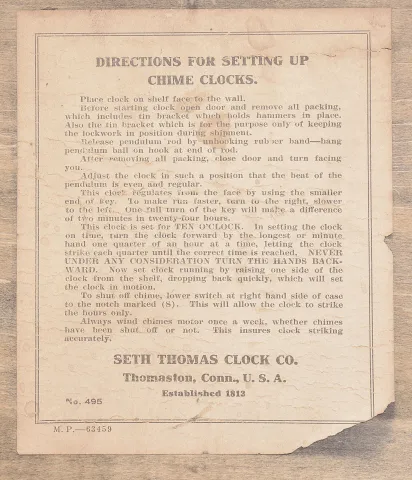 DIRECTIONS FOR SETTING UP
CHIME CLOCKS.
Place clock on shelf face to the wall.
Before starting clock open door and remove all packing,
which includes tin bracket which holds hammers in place.
Also the tin bracket which is for the purpose only of keeping
the lockwork in position during shipment.
Release pendulum rod by unhooking rubber band—hang
pendulum ball on hook at end of rod.
After removing all packing, close door and turn facing
you.
Adjust the clock in such a position that the beat of the
pendulum is even and regular.
This clock regulates from the face by using the smaller
end of key. To make run faster, turn to the right, slower
to the left. One full turn of the key will make a difference
of two minutes in twenty-four hours.
This clock is set for TEN O'CLOCK. In setting the clock
on time, turn the clock forward by the longest or minute
hand one quarter of an hour at a time, letting the clock
strike each quarter until the correct time is reached. NEVER
UNDER ANY CONSIDERATION TURN THE HANDS BACK-
WARD. Now set clock running by raising one side of the
clock from the shelf, dropping back quickly, which will set
the clock in motion.
To shut off chime, lower switch at right hand side of case
to the notch marked (S). This will allow the clock to strike
the hours only.
Always wind chimes motor once a week, whether chimes
have been shut off or not. This insures clock striking
accurately.
SETH THOMAS CLOCK CO.
Thomaston, Conn., U. S. A.
Established 1813
No. 495
M. P.—63459